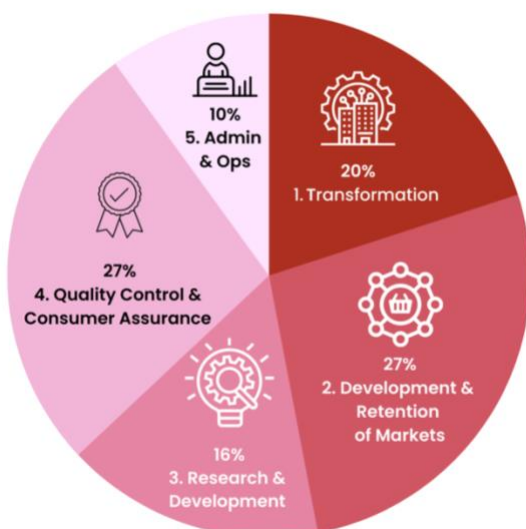 20%
1. Transformation
27%
2. Development &
Retention
of Markets
16%
3. Research &
Development
27%
4. Quality Control &
Consumer Assurance
10%
5. Admin
& Ops